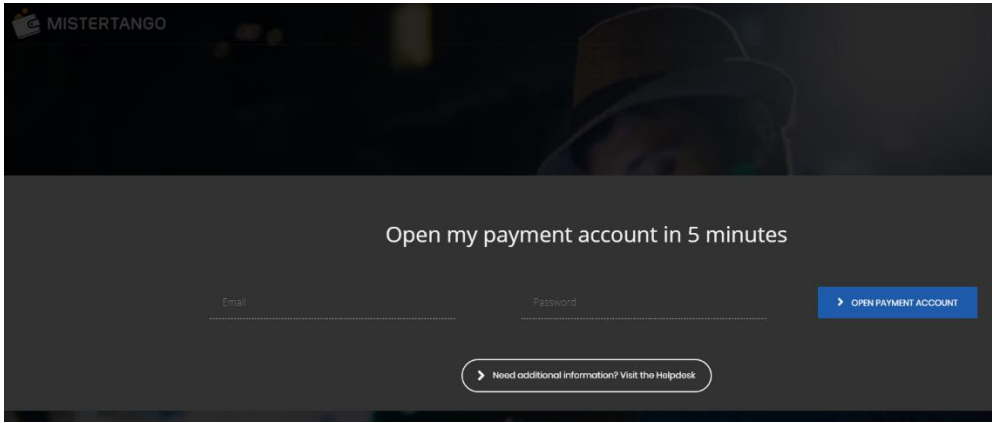 MISTERTANGO
Open my payment account in 5 minutes
Email
Password
OPEN PAYMENT ACCOUNT
Need additional information? Visit the Helpdesk